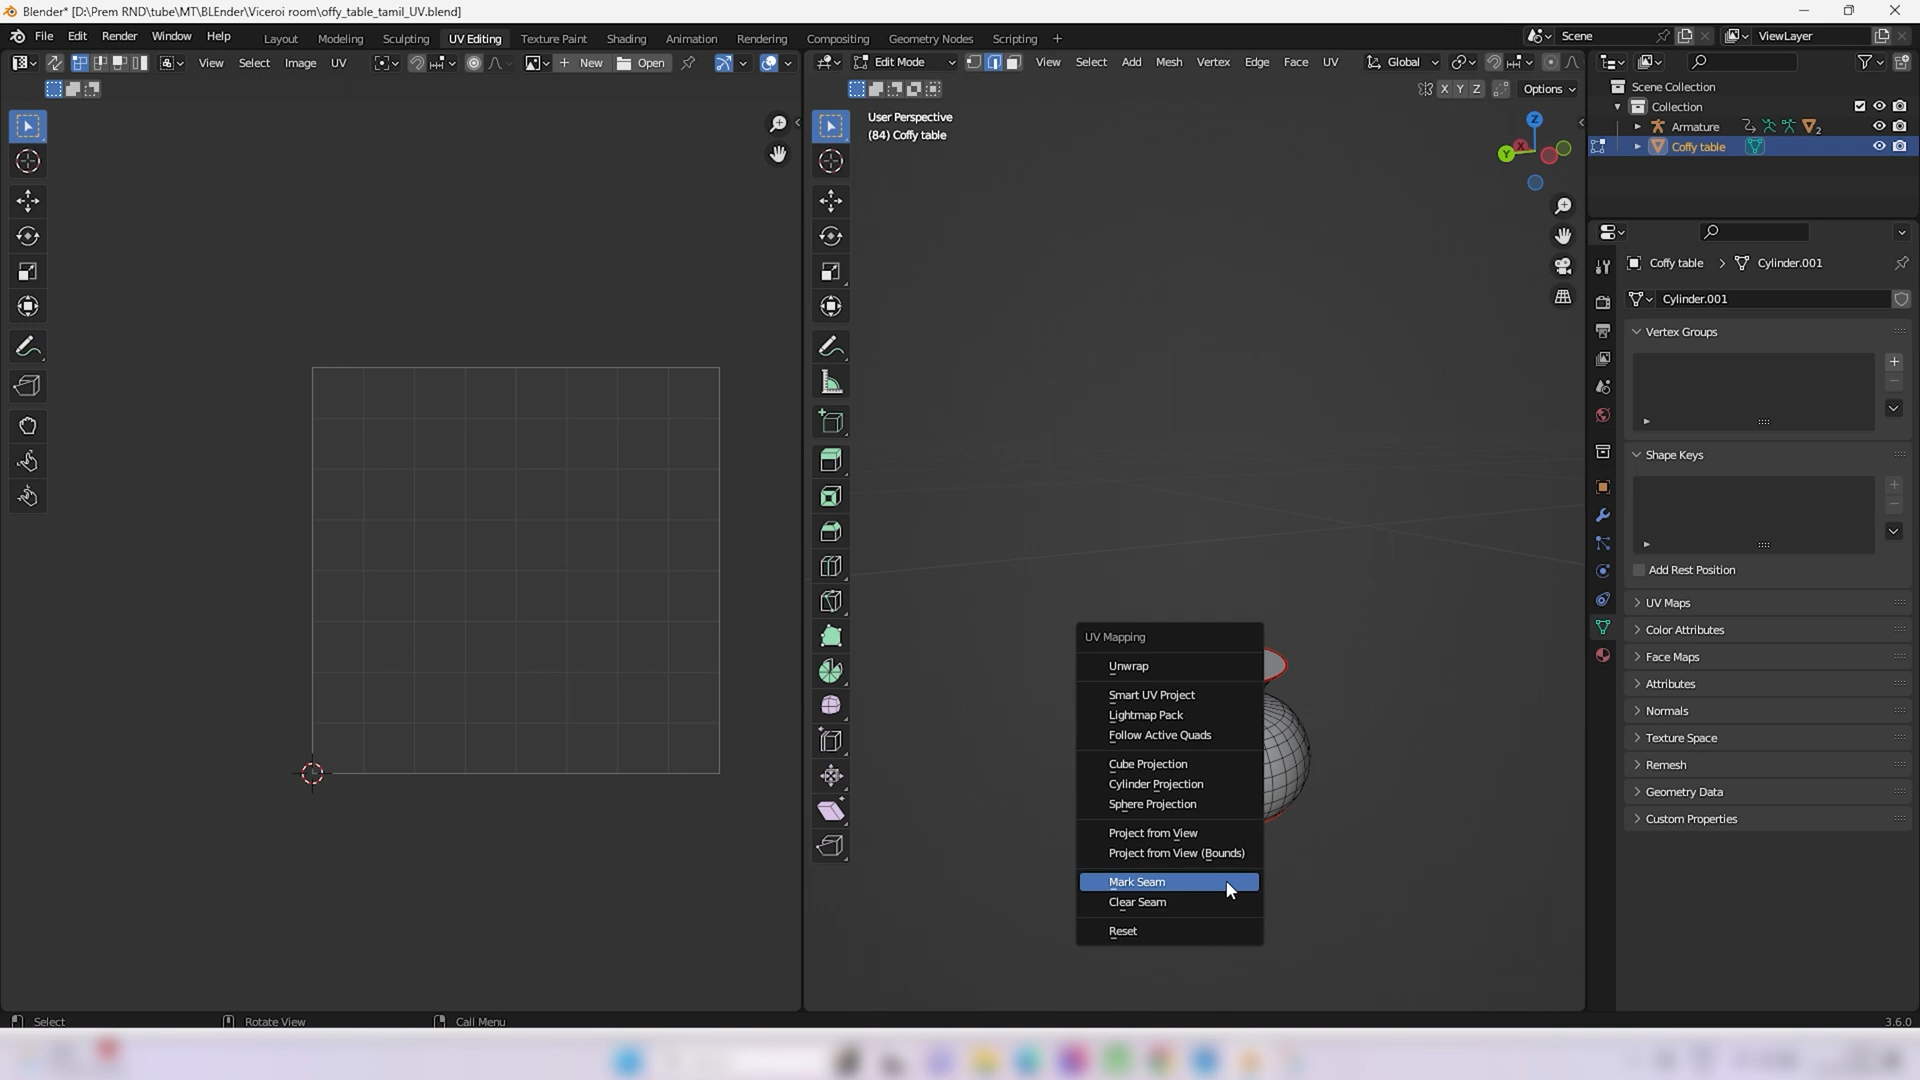 Blender* [D:\Prem RND\tube\MT\BLEnder\Viceroi room\offy_table_tamil_UV.blend]
File Edit Render Window Help Layout Modeling Sculpting UV Editing Texture Paint Shading Animation Rendering Compositing Geometry Nodes Scripting + Scene ViewLayer
View Select Image UV New Open Edit Mode View Select Add Mesh Vertex Edge Face UV Global
X Y Z Options
User Perspective
(84) Coffy table
Z
Y X
Scene Collection
Collection
Armature 2
Coffy table
Coffy table > Cylinder.001
Cylinder.001
Vertex Groups
Shape Keys
Add Rest Position
UV Maps
Color Attributes
Face Maps
Attributes
Normals
Texture Space
Remesh
Geometry Data
Custom Properties
UV Mapping
Unwrap
Smart UV Project
Lightmap Pack
Follow Active Quads
Cube Projection
Cylinder Projection
Sphere Projection
Project from View
Project from View (Bounds)
Mark Seam
Clear Seam
Reset
Select Rotate View Call Menu 3.6.0